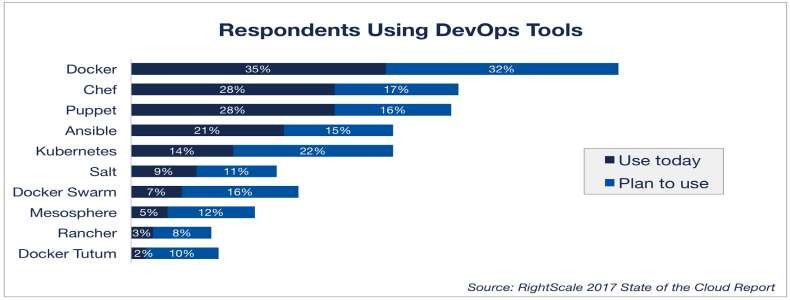 Respondents Using DevOps Tools
Docker 35% 32%
Chef 28% 17%
Puppet 28% 16%
Ansible 21% 15%
Kubernetes 14% 22%
Salt 9% 11%
Docker Swarm 7% 16%
Mesosphere 5% 12%
Rancher 3% 8%
Docker Tutum 2% 10%
Use today
Plan to use
Source: RightScale 2017 State of the Cloud Report